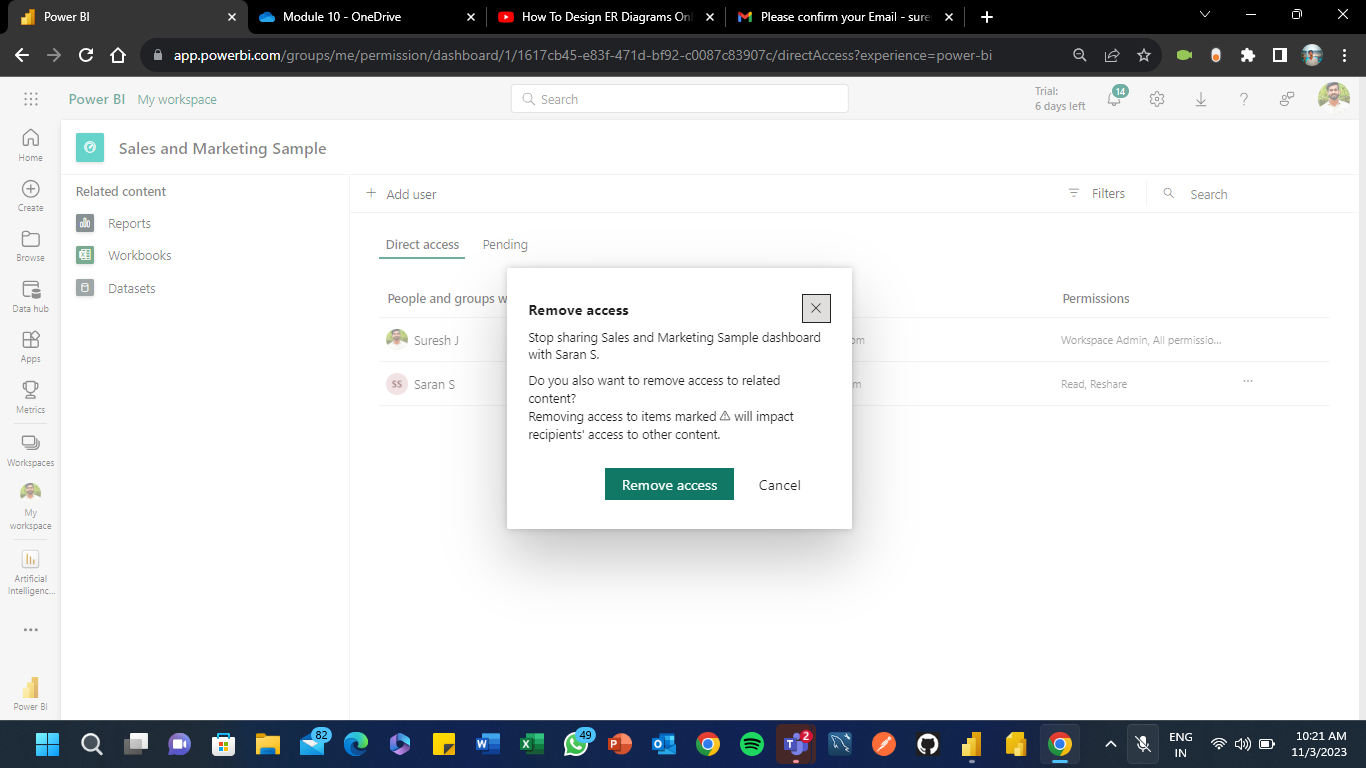 Power BI
Module 10 - OneDrive
How To Design ER Diagrams Onl
Please confirm your Email - sure
app.powerbi.com/groups/me/permission/dashboard/1/1617cb45-e83f-471d-bf92-c0087c83907c/directAccess?experience=power-bi
Power BI My workspace
Search
Trial:
6 days left
14
Home
Create
Browse
Data hub
Apps
Metrics
Workspaces
My
workspace
Artificial
Intelligenc...
Power BI
Sales and Marketing Sample
Related content
Reports
Workbooks
Datasets
+ Add user
Filters
Search
Direct access
Pending
People and groups w
Permissions
Suresh J
om
Workspace Admin, All permissio...
SS
Saran S
m
Read, Reshare
...
Remove access
Stop sharing Sales and Marketing Sample dashboard
with Saran S.
Do you also want to remove access to related
content?
Removing access to items marked ⚠ will impact
recipients' access to other content.
Remove access
Cancel
82
49
2
ENG
IN
10:21 AM
11/3/2023